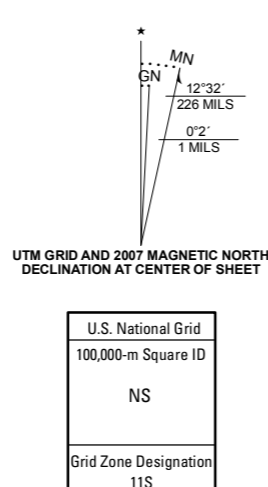 ★
MN
GN
12°32´
226 MILS
0°2´
1 MILS
UTM GRID AND 2007 MAGNETIC NORTH
DECLINATION AT CENTER OF SHEET
U.S. National Grid
100,000-m Square ID
NS
Grid Zone Designation
11S